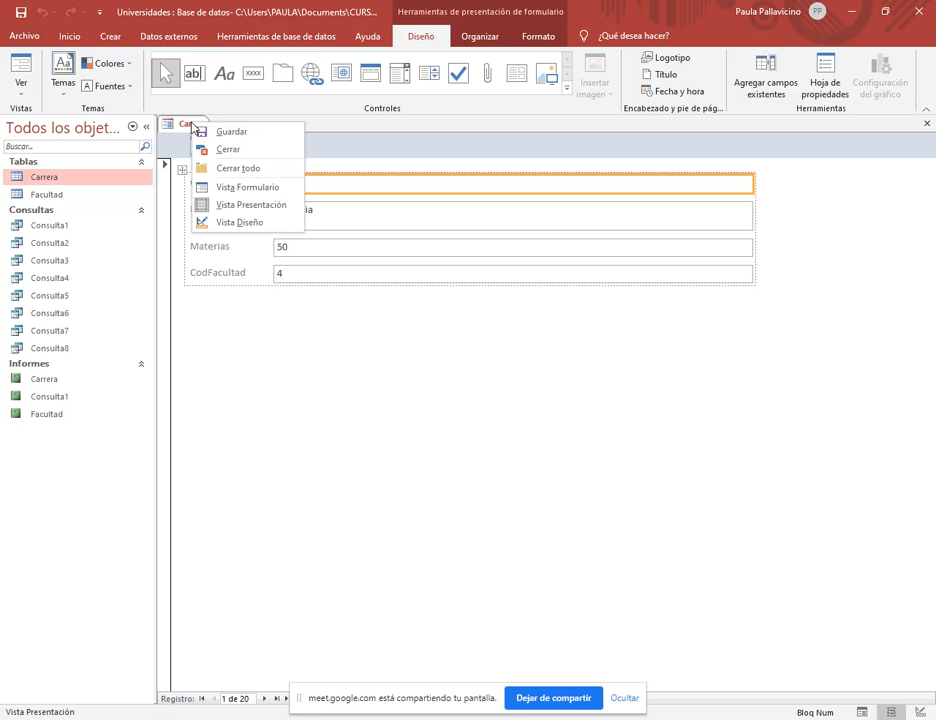 Universidades : Base de datos- C:\Users\PAULA\Documents\CURS...
Herramientas de presentación de formulario
Paula Pallavicino
PP
Archivo
Inicio
Crear
Datos externos
Herramientas de base de datos
Ayuda
Diseño
Organizar
Formato
¿Qué desea hacer?
Ver
Temas
Colores
Fuentes
Insertar
imagen
Logotipo
Título
Fecha y hora
Agregar campos
existentes
Hoja de
propiedades
Configuración
del gráfico
Vistas
Temas
Controles
Encabezado y pie de pág...
Herramientas
Todos los objet...
Buscar...
Tablas
Carrera
Facultad
Consultas
Consulta1
Consulta2
Consulta3
Consulta4
Consulta5
Consulta6
Consulta7
Consulta8
Informes
Carrera
Consulta1
Facultad
Guardar
Cerrar
Cerrar todo
Vista Formulario
Vista Presentación
Vista Diseño
Materias
50
CodFacultad
4
Registro:
1 de 20
meet.google.com está compartiendo tu pantalla.
Dejar de compartir
Ocultar
Vista Presentación
Bloq Num